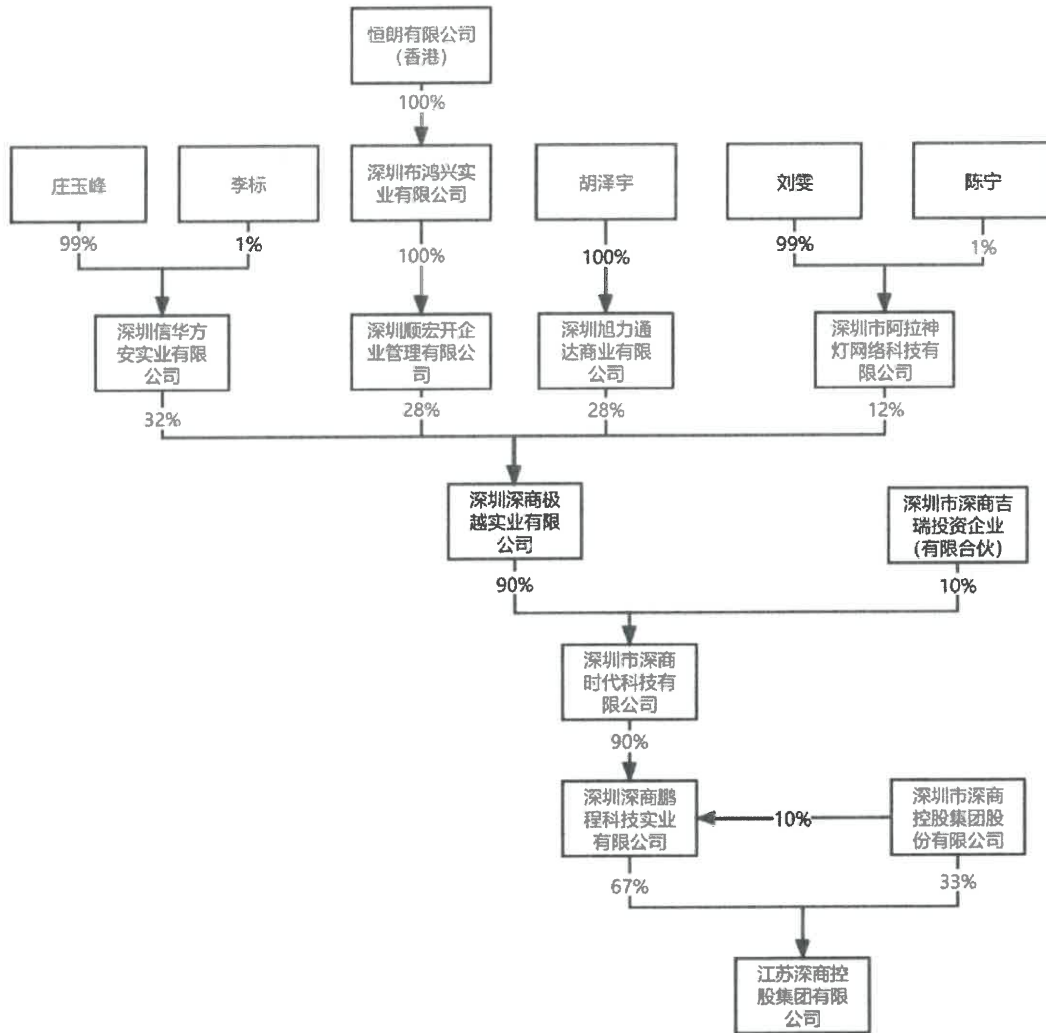 恒朗有限公司
（香港）
100%
庄玉峰
李标
深圳布鸿兴实
业有限公司
胡泽宇
刘雯
陈宁
99%
1%
100%
100%
99%
1%
深圳信华方
安实业有限
公司
深圳顺宏开企
业管理有限公
司
深圳旭力通
达商业有限
公司
深圳市阿拉神
灯网络科技有
限公司
32%
28%
28%
12%
深圳深商极
越实业有限
公司
深圳市深商吉
瑞投资企业
（有限合伙）
90%
10%
深圳市深商
时代科技有
限公司
90%
深圳深商鹏
程科技实业
有限公司
10%
深圳市深商
控股集团股
份有限公司
67%
33%
江苏深商控
股集团有限
公司